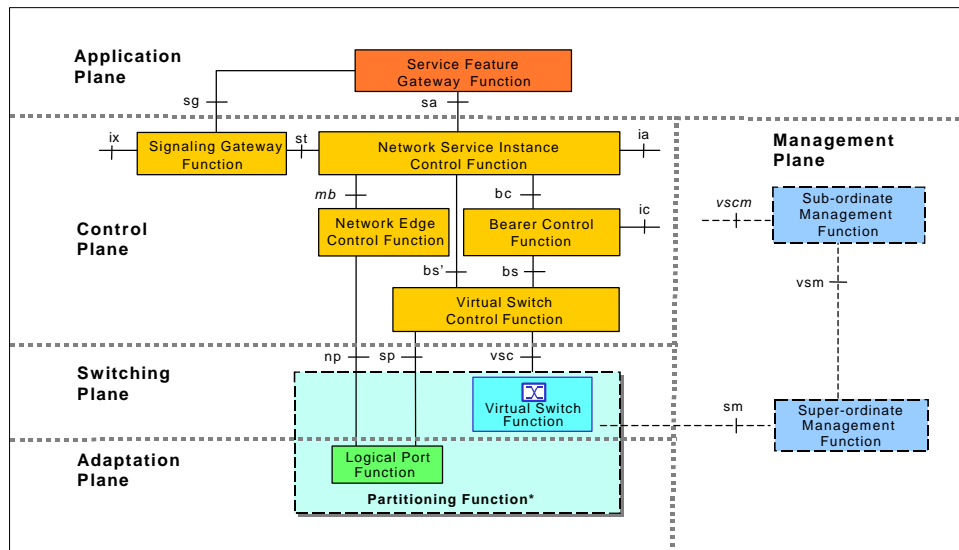 Application
Plane
Service Feature
Gateway Function
sg
sa
ix
Signaling Gateway
Function
st
Network Service Instance
Control Function
ia
Management
Plane
mb
bc
vscm
Sub-ordinate
Management
Function
Control
Plane
Network Edge
Control Function
Bearer Control
Function
ic
bs'
bs
vsm
Virtual Switch
Control Function
np
sp
vsc
Switching
Plane
Virtual Switch
Function
sm
Super-ordinate
Management
Function
Adaptation
Plane
Logical Port
Function
Partitioning Function*